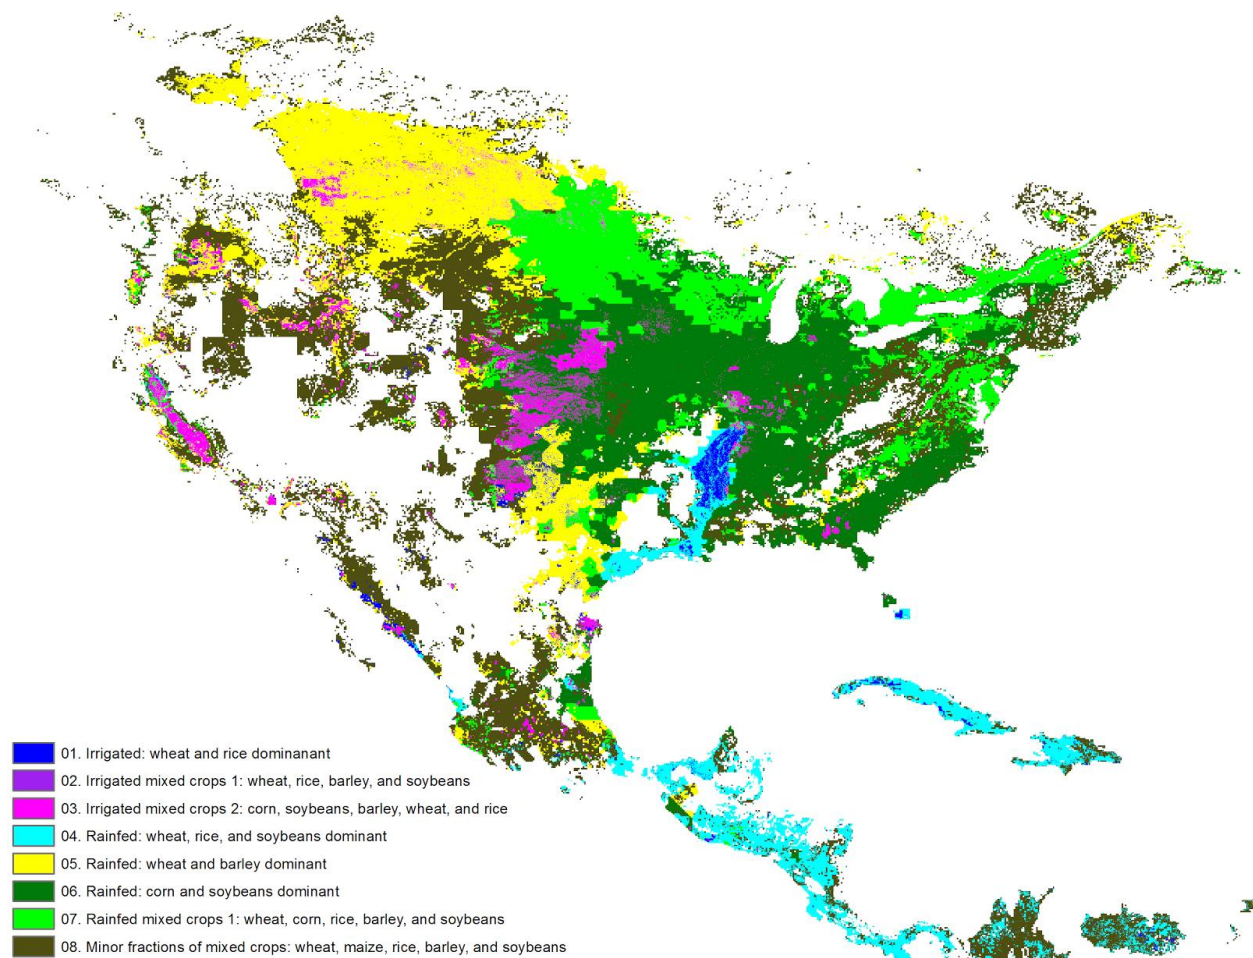 01. Irrigated: wheat and rice dominanant
02. Irrigated mixed crops 1: wheat, rice, barley, and soybeans
03. Irrigated mixed crops 2: corn, soybeans, barley, wheat, and rice
04. Rainfed: wheat, rice, and soybeans dominant
05. Rainfed: wheat and barley dominant
06. Rainfed: corn and soybeans dominant
07. Rainfed mixed crops 1: wheat, corn, rice, barley, and soybeans
08. Minor fractions of mixed crops: wheat, maize, rice, barley, and soybeans